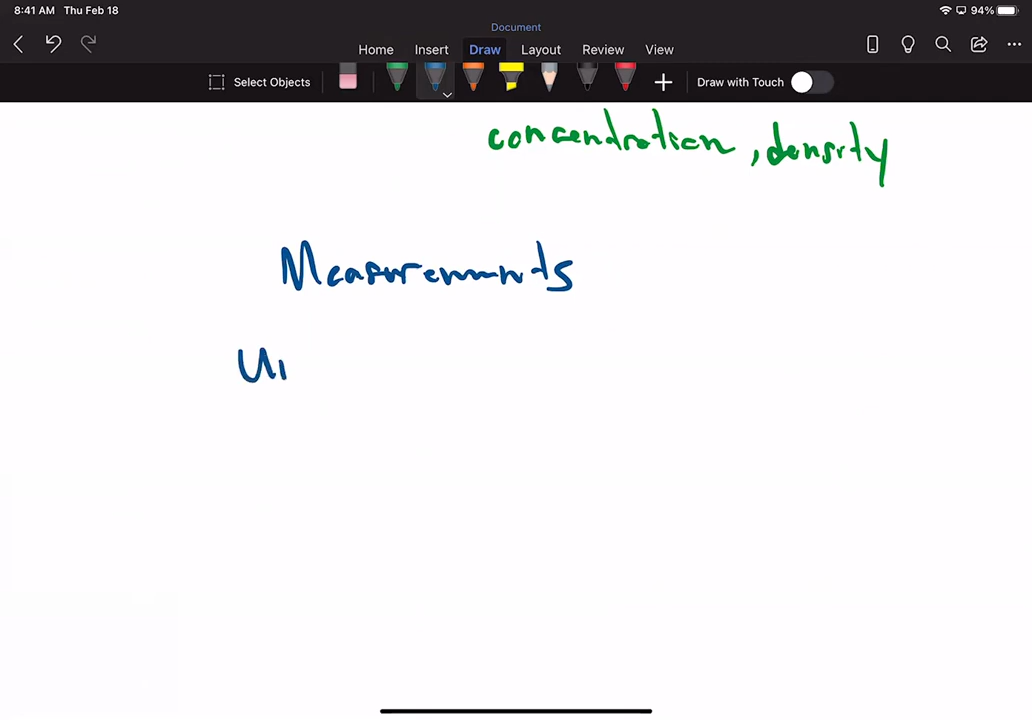 8:41 AM Thu Feb 18 94%
Document
Home Insert Draw Layout Review View
Select Objects Draw with Touch
concentration, density
Measurements